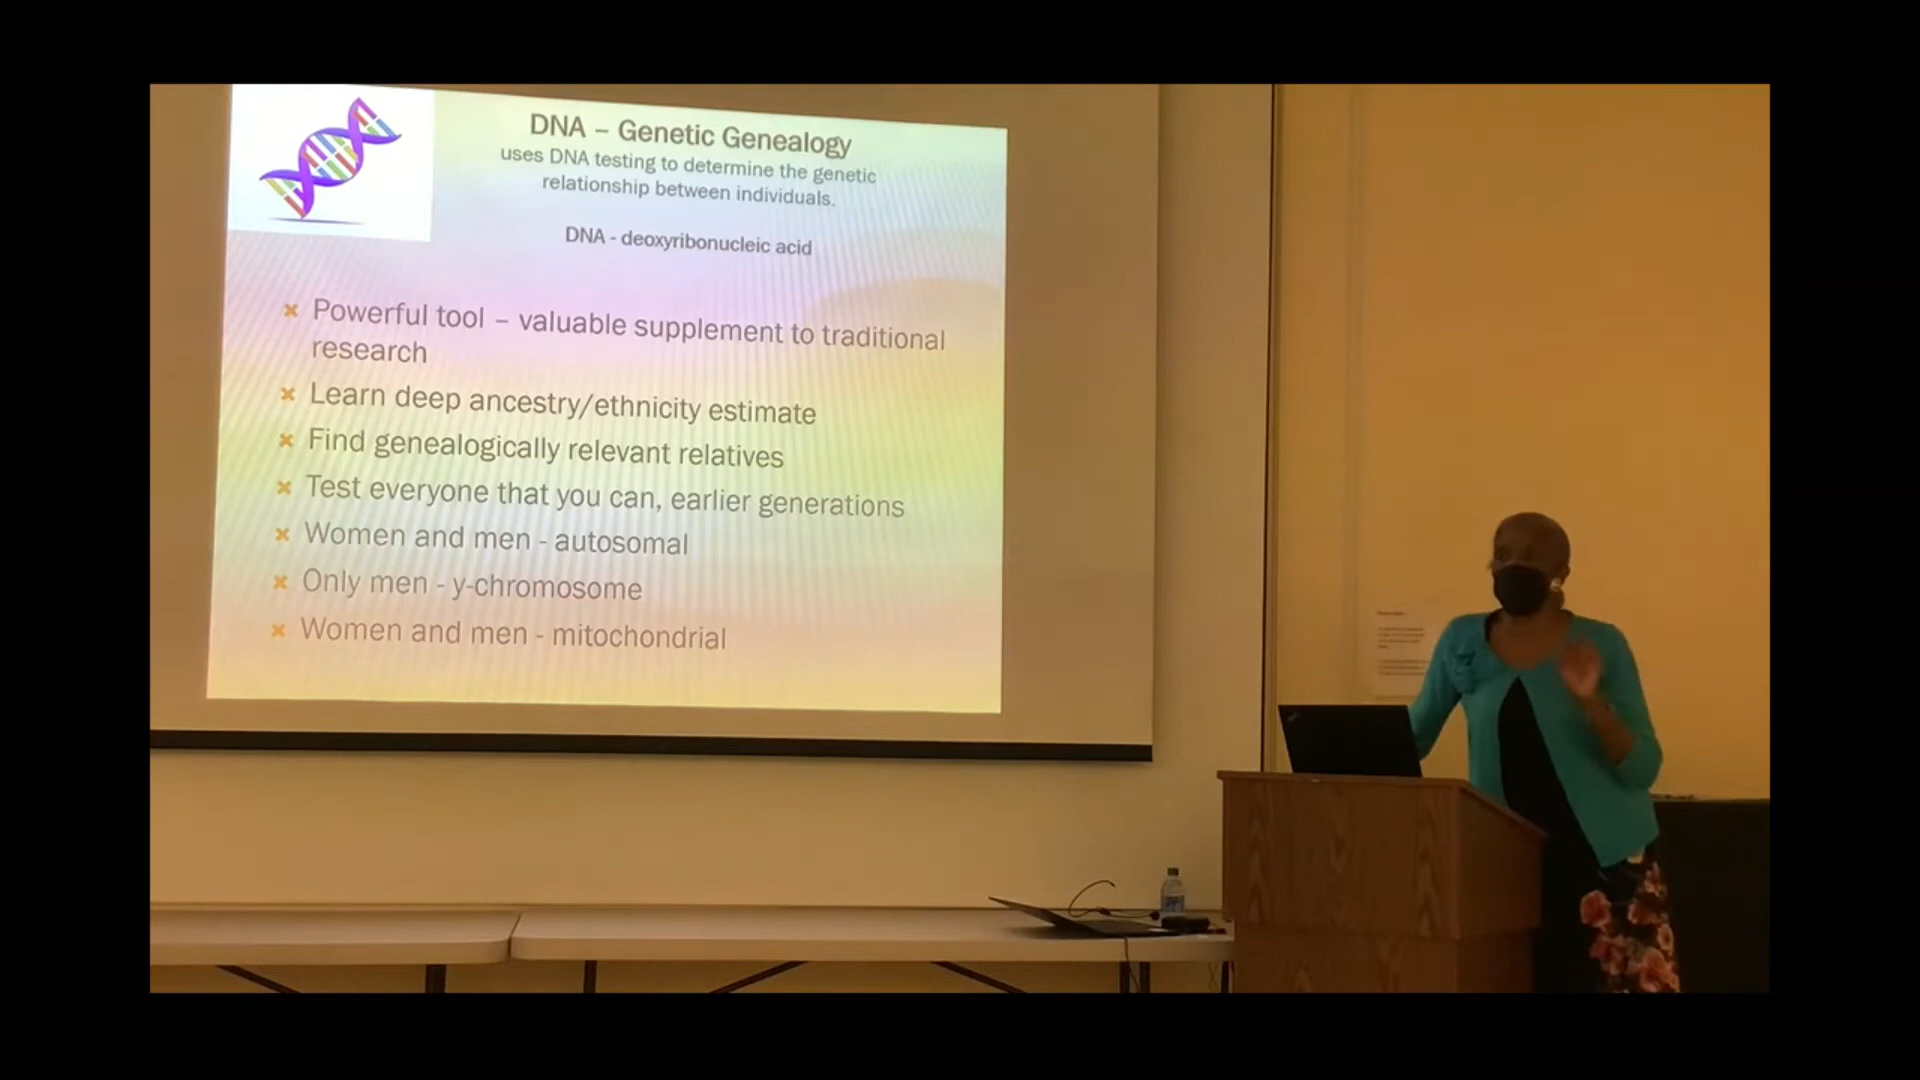 DNA – Genetic Genealogy
uses DNA testing to determine the genetic
relationship between individuals.
DNA - deoxyribonucleic acid
Powerful tool – valuable supplement to traditional
research
Learn deep ancestry/ethnicity estimate
Find genealogically relevant relatives
Test everyone that you can, earlier generations
Women and men - autosomal
Only men - y-chromosome
Women and men - mitochondrial